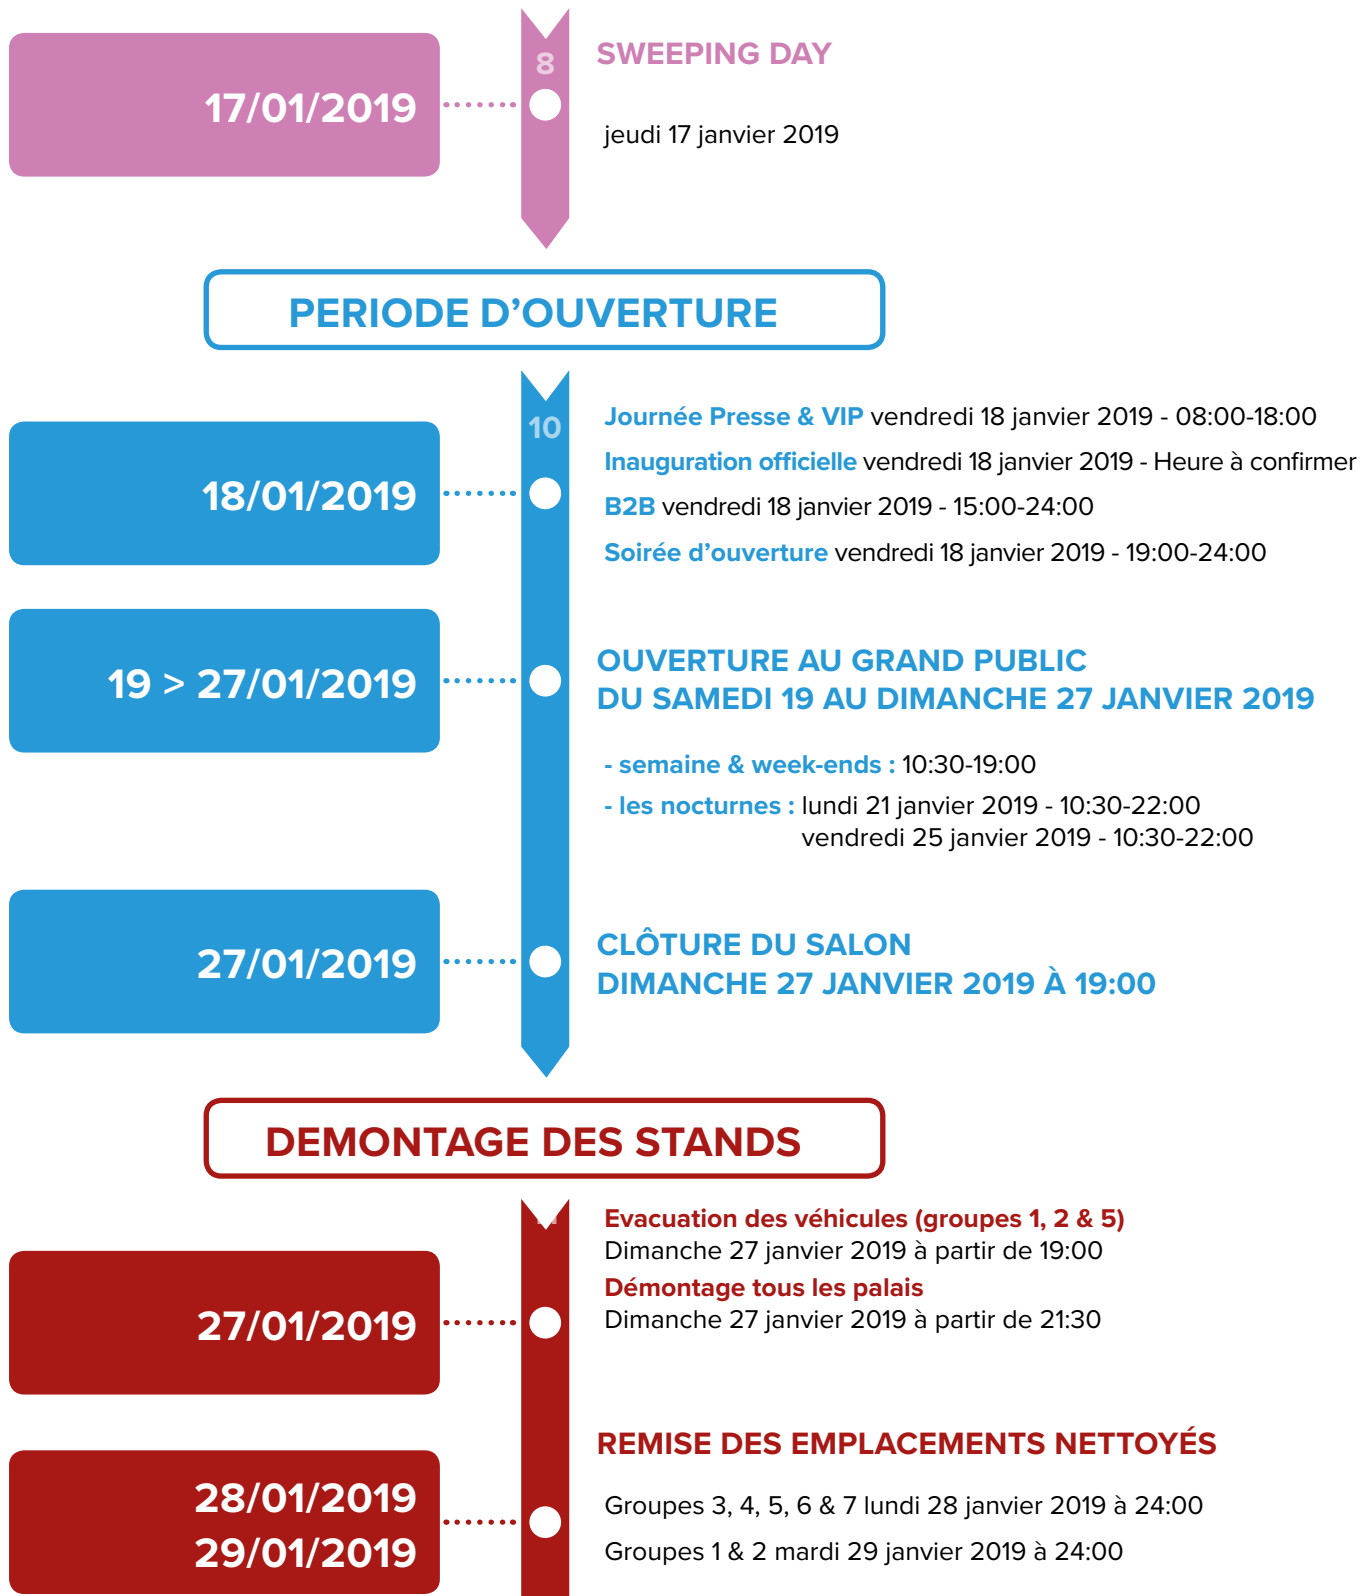 8
SWEEPING DAY
17/01/2019
jeudi 17 janvier 2019
PERIODE D’OUVERTURE
10
18/01/2019
Journée Presse & VIP vendredi 18 janvier 2019 - 08:00-18:00
Inauguration officielle vendredi 18 janvier 2019 - Heure à confirmer
B2B vendredi 18 janvier 2019 - 15:00-24:00
Soirée d’ouverture vendredi 18 janvier 2019 - 19:00-24:00
19 > 27/01/2019
OUVERTURE AU GRAND PUBLIC
DU SAMEDI 19 AU DIMANCHE 27 JANVIER 2019
- semaine & week-ends : 10:30-19:00
- les nocturnes : lundi 21 janvier 2019 - 10:30-22:00
vendredi 25 janvier 2019 - 10:30-22:00
27/01/2019
CLÔTURE DU SALON
DIMANCHE 27 JANVIER 2019 À 19:00
DEMONTAGE DES STANDS
27/01/2019
Evacuation des véhicules (groupes 1, 2 & 5)
Dimanche 27 janvier 2019 à partir de 19:00
Démontage tous les palais
Dimanche 27 janvier 2019 à partir de 21:30
28/01/2019
29/01/2019
REMISE DES EMPLACEMENTS NETTOYÉS
Groupes 3, 4, 5, 6 & 7 lundi 28 janvier 2019 à 24:00
Groupes 1 & 2 mardi 29 janvier 2019 à 24:00